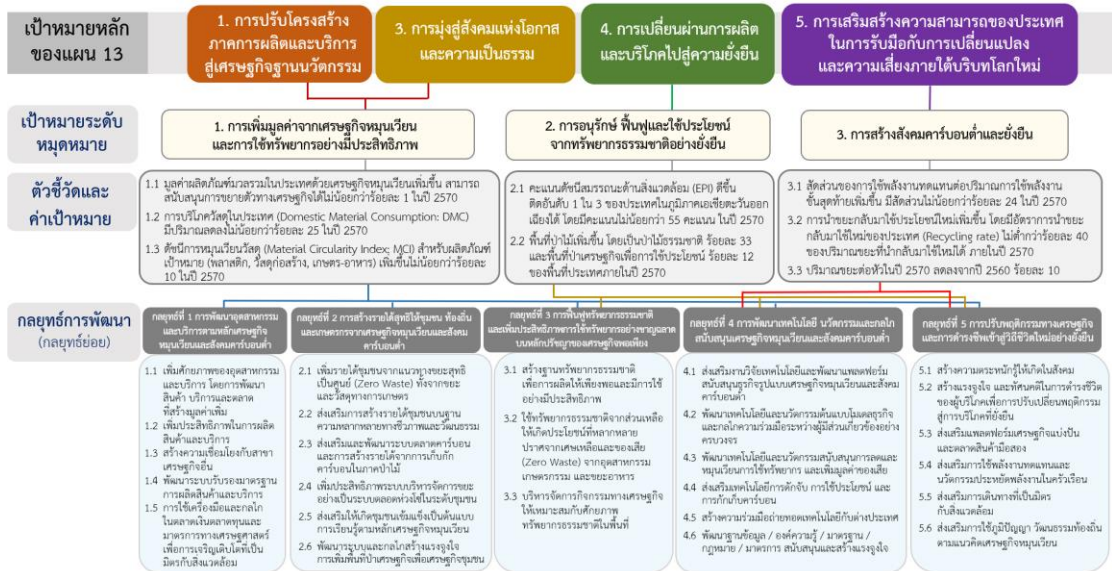 เป้าหมายหลัก
ของแผน 13
1. การปรับโครงสร้าง
ภาคการผลิตและบริการ
สู่เศรษฐกิจฐานนวัตกรรม
3. การมุ่งสู่สังคมแห่งโอกาส
และความเป็นธรรม
4. การเปลี่ยนผ่านการผลิต
และบริโภคไปสู่ความยั่งยืน
5. การเสริมสร้างความสามารถของประเทศ
ในการรับมือกับการเปลี่ยนแปลง
และความเสี่ยงภายใต้บริบทโลกใหม่
เป้าหมายระดับ
หมุดหมาย
1. การเพิ่มมูลค่าจากเศรษฐกิจหมุนเวียน
และการใช้ทรัพยากรอย่างมีประสิทธิภาพ
2. การอนุรักษ์ ฟื้นฟูและใช้ประโยชน์
จากทรัพยากรธรรมชาติอย่างยั่งยืน
3. การสร้างสังคมคาร์บอนต่ำและยั่งยืน
ตัวชี้วัดและ
ค่าเป้าหมาย
1.1 มูลค่าผลิตภัณฑ์มวลรวมในประเทศด้วยเศรษฐกิจหมุนเวียนเพิ่มขึ้น สามารถ
สนับสนุนการขยายตัวทางเศรษฐกิจได้ไม่น้อยกว่าร้อยละ 1 ในปี 2570
1.2 การบริโภควัสดุในประเทศ (Domestic Material Consumption: DMC)
มีปริมาณลดลงไม่น้อยกว่าร้อยละ 25 ในปี 2570
1.3 ดัชนีการหมุนเวียนวัสดุ (Material Circularity Index; MCI) สำหรับผลิตภัณฑ์
เป้าหมาย (พลาสติก, วัสดุก่อสร้าง, เกษตร-อาหาร) เพิ่มขึ้นไม่น้อยกว่าร้อยละ
10 ในปี 2570
2.1 คะแนนดัชนีสมรรถนะด้านสิ่งแวดล้อม (EPI) ดีขึ้น
ติดอันดับ 1 ใน 3 ของประเทศในภูมิภาคเอเชียตะวันออก
เฉียงใต้ โดยมีคะแนนไม่น้อยกว่า 55 คะแนน ในปี 2570
2.2 พื้นที่ป่าไม้เพิ่มขึ้น โดยเป็นป่าไม้ธรรมชาติ ร้อยละ 33
และพื้นที่ป่าเศรษฐกิจเพื่อการใช้ประโยชน์ ร้อยละ 12
ของพื้นที่ประเทศภายในปี 2570
3.1 สัดส่วนของการใช้พลังงานทดแทนต่อปริมาณการใช้พลังงาน
ขั้นสุดท้ายเพิ่มขึ้น มีสัดส่วนไม่น้อยกว่าร้อยละ 24 ในปี 2570
3.2 การนำขยะกลับมาใช้ประโยชน์ใหม่เพิ่มขึ้น โดยมีอัตราการนำขยะ
กลับมาใช้ใหม่ของประเทศ (Recycling rate) ไม่ต่ำกว่าร้อยละ 40
ของปริมาณขยะที่นำกลับมาใช้ใหม่ได้ ภายในปี 2570
3.3 ปริมาณขยะต่อหัวในปี 2570 ลดลงจากปี 2560 ร้อยละ 10
กลยุทธ์การพัฒนา
(กลยุทธ์ย่อย)
กลยุทธ์ที่ 1 การพัฒนาอุตสาหกรรม
และบริการตามหลักเศรษฐกิจ
หมุนเวียนและสังคมคาร์บอนต่ำ
1.1 เพิ่มศักยภาพของอุตสาหกรรม
และบริการ โดยการพัฒนา
สินค้า บริการและตลาด
ที่สร้างมูลค่าเพิ่ม
1.2 เพิ่มประสิทธิภาพในการผลิต
สินค้าและบริการ
1.3 สร้างความเชื่อมโยงกับสาขา
เศรษฐกิจอื่น
1.4 พัฒนาระบบรับรองมาตรฐาน
การผลิตสินค้าและบริการ
1.5 การใช้เครื่องมือและกลไก
ในตลาดเงินตลาดทุนและ
มาตรการทางเศรษฐศาสตร์
เพื่อการเจริญเติบโตที่เป็น
มิตรกับสิ่งแวดล้อม
กลยุทธ์ที่ 2 การสร้างรายได้สุทธิให้ชุมชน ท้องถิ่น
และเกษตรกรจากเศรษฐกิจหมุนเวียนและสังคม
คาร์บอนต่ำ
2.1 เพิ่มรายได้ชุมชนจากแนวทางขยะสุทธิ
เป็นศูนย์ (Zero Waste) ทั้งจากขยะ
และวัสดุทางการเกษตร
2.2 ส่งเสริมการสร้างรายได้ชุมชนบนฐาน
ความหลากหลายทางชีวภาพและวัฒนธรรม
2.3 ส่งเสริมและพัฒนาระบบตลาดคาร์บอน
และการสร้างรายได้จากการเก็บกัก
คาร์บอนในภาคป่าไม้
2.4 เพิ่มประสิทธิภาพระบบบริหารจัดการขยะ
อย่างเป็นระบบตลอดห่วงโซ่ในระดับชุมชน
2.5 ส่งเสริมให้เกิดชุมชนเข้มแข็งเป็นต้นแบบ
การเรียนรู้ตามหลักเศรษฐกิจหมุนเวียน
2.6 พัฒนาระบบและกลไกสร้างแรงจูงใจ
การเพิ่มพื้นที่ป่าเศรษฐกิจเพื่อเศรษฐกิจชุมชน
กลยุทธ์ที่ 3 การฟื้นฟูทรัพยากรธรรมชาติ
และเพิ่มประสิทธิภาพการใช้ทรัพยากรอย่างชาญฉลาด
บนหลักปรัชญาของเศรษฐกิจพอเพียง
3.1 สร้างฐานทรัพยากรธรรมชาติ
เพื่อการผลิตให้เพียงพอและมีการใช้
อย่างมีประสิทธิภาพ
3.2 ใช้ทรัพยากรธรรมชาติจากส่วนเหลือ
ให้เกิดประโยชน์ที่หลากหลาย
ปราศจากเศษเหลือและของเสีย
(Zero Waste) จากอุตสาหกรรม
เกษตรกรรม และขยะอาหาร
3.3 บริหารจัดการกิจกรรมทางเศรษฐกิจ
ให้เหมาะสมกับศักยภาพ
ทรัพยากรธรรมชาติในพื้นที่
กลยุทธ์ที่ 4 การพัฒนาเทคโนโลยี นวัตกรรมและกลไก
สนับสนุนเศรษฐกิจหมุนเวียนและสังคมคาร์บอนต่ำ
4.1 ส่งเสริมงานวิจัยเทคโนโลยีและพัฒนาแพลตฟอร์ม
สนับสนุนธุรกิจรูปแบบเศรษฐกิจหมุนเวียนและสังคม
คาร์บอนต่ำ
4.2 พัฒนาเทคโนโลยีและนวัตกรรมต้นแบบโมเดลธุรกิจ
และกลไกความร่วมมือระหว่างผู้มีส่วนเกี่ยวข้องอย่าง
ครบวงจร
4.3 พัฒนาเทคโนโลยีและนวัตกรรมสนับสนุนการลดและ
หมุนเวียนการใช้ทรัพยากร และเพิ่มมูลค่าของเสีย
4.4 ส่งเสริมเทคโนโลยีการดักจับ การใช้ประโยชน์ และ
การกักเก็บคาร์บอน
4.5 สร้างความร่วมมือถ่ายทอดเทคโนโลยีกับต่างประเทศ
4.6 พัฒนาฐานข้อมูล / องค์ความรู้ / มาตรฐาน /
กฎหมาย / มาตรการ สนับสนุนและสร้างแรงจูงใจ
กลยุทธ์ที่ 5 การปรับพฤติกรรมทางเศรษฐกิจ
และการดำรงชีพเข้าสู่วิถีชีวิตใหม่อย่างยั่งยืน
5.1 สร้างความตระหนักรู้ให้เกิดในสังคม
5.2 สร้างแรงจูงใจ และทัศนคติในการดำรงชีวิต
ของผู้บริโภคเพื่อการปรับเปลี่ยนพฤติกรรม
สู่การบริโภคที่ยั่งยืน
5.3 ส่งเสริมแพลตฟอร์มเศรษฐกิจแบ่งปัน
และตลาดสินค้ามือสอง
5.4 ส่งเสริมการใช้พลังงานทดแทนและ
นวัตกรรมประหยัดพลังงานในครัวเรือน
5.5 ส่งเสริมการเดินทางที่เป็นมิตร
กับสิ่งแวดล้อม
5.6 ส่งเสริมการใช้ภูมิปัญญา วัฒนธรรมท้องถิ่น
ตามแนวคิดเศรษฐกิจหมุนเวียน